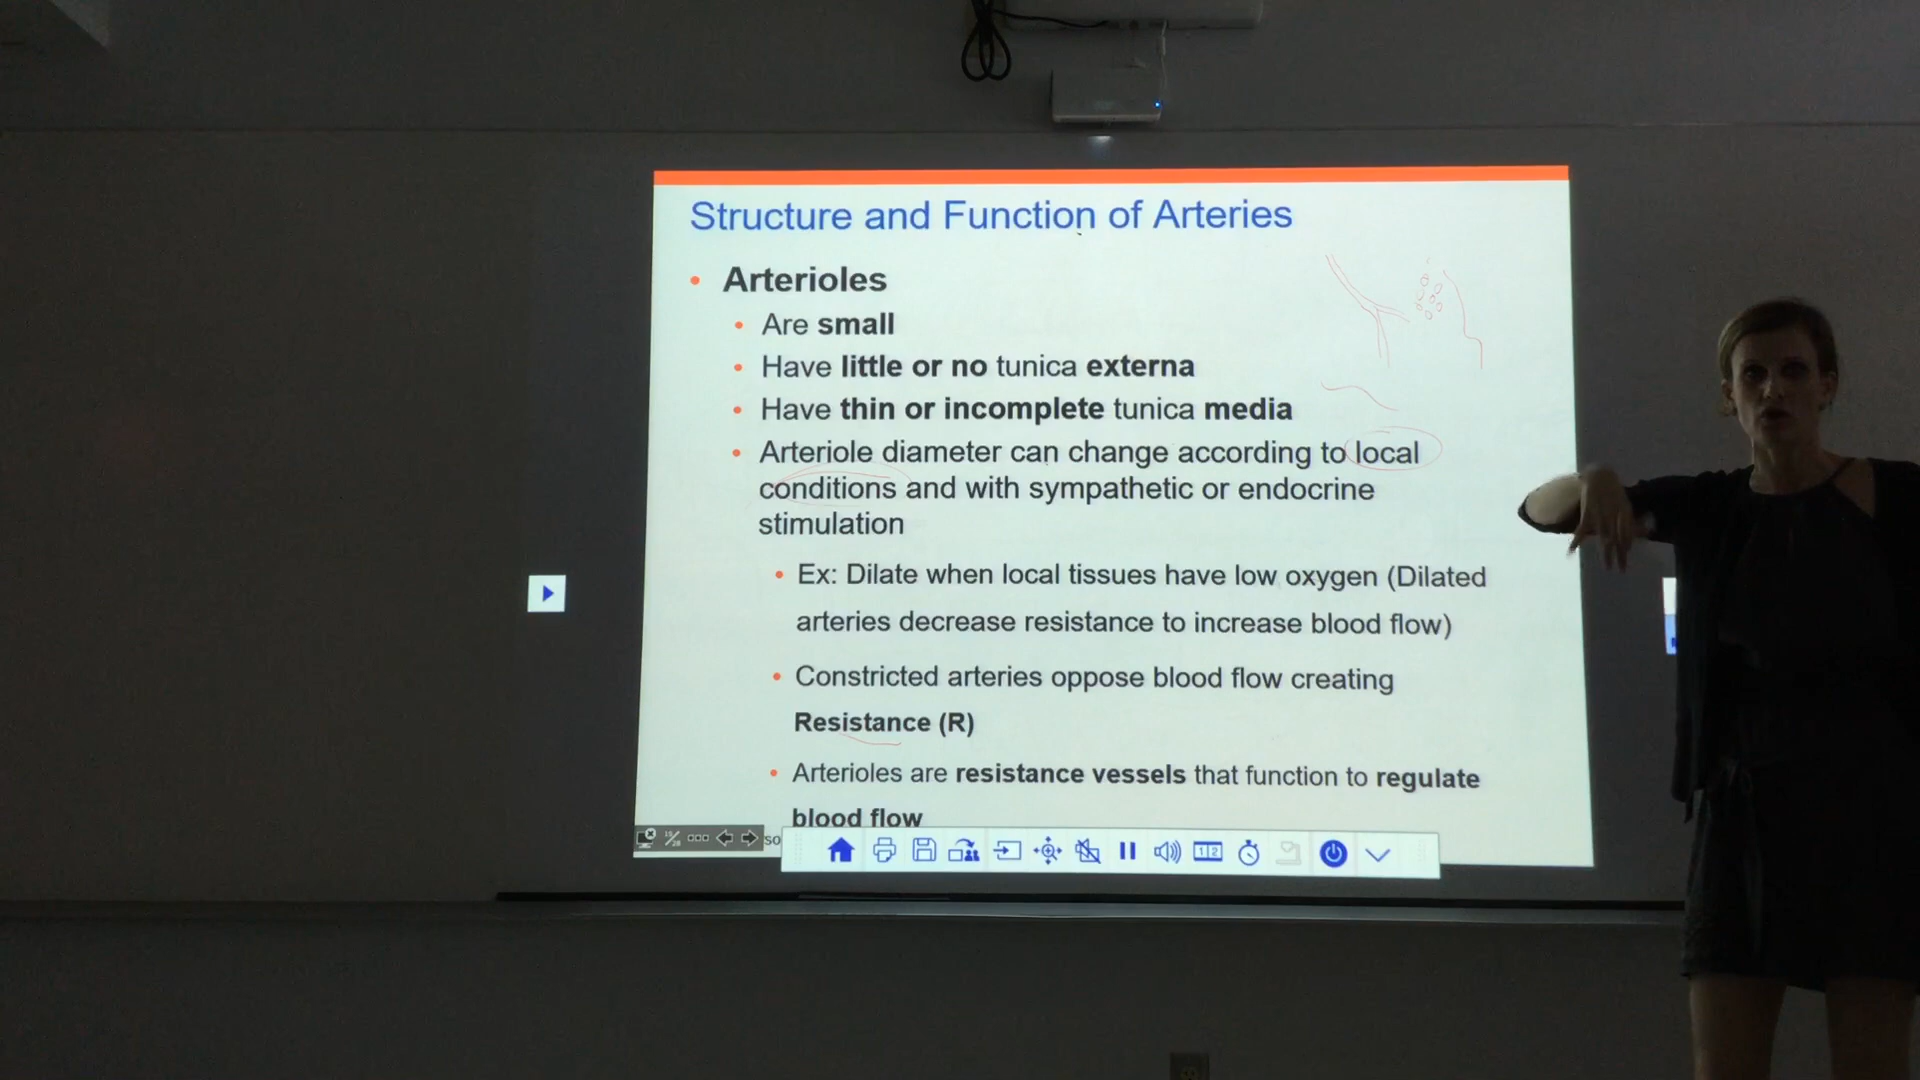 Structure and Function of Arteries
• Arterioles
• Are small
• Have little or no tunica externa
• Have thin or incomplete tunica media
• Arteriole diameter can change according to local
conditions and with sympathetic or endocrine
stimulation
• Ex: Dilate when local tissues have low oxygen (Dilated
arteries decrease resistance to increase blood flow)
• Constricted arteries oppose blood flow creating
Resistance (R)
• Arterioles are resistance vessels that function to regulate
blood flow
so
1 2